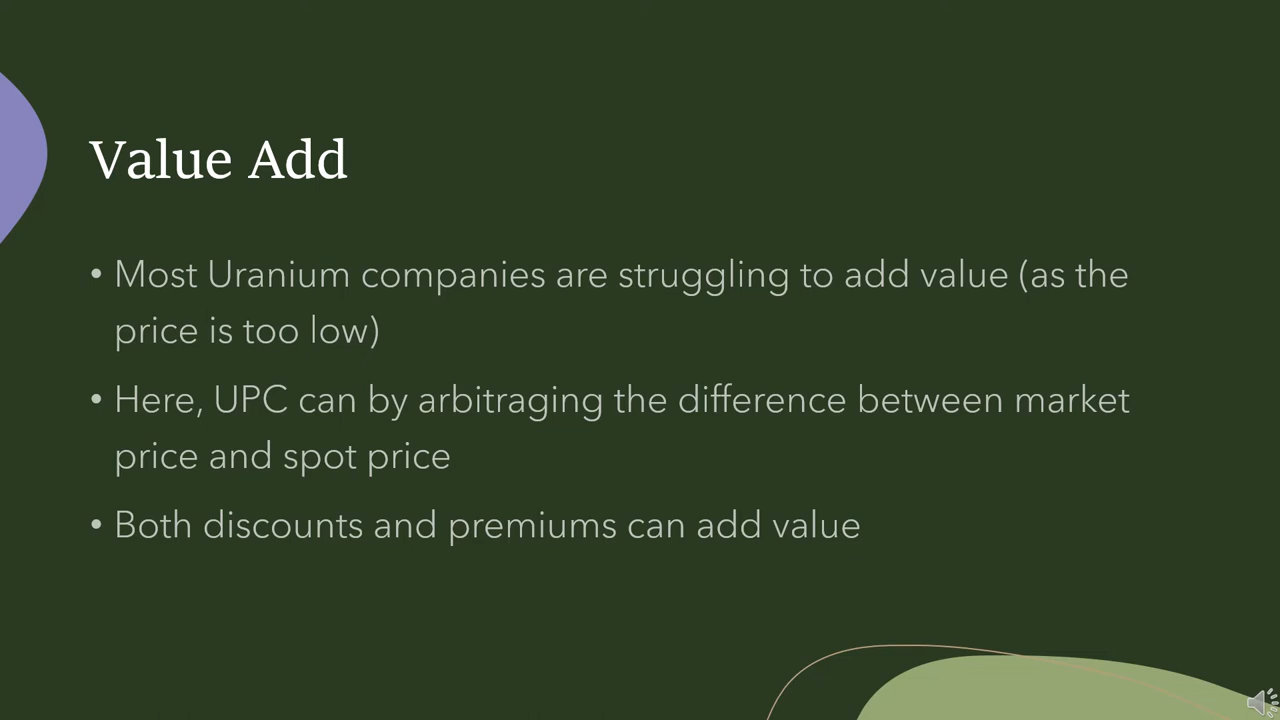 Value Add
• Most Uranium companies are struggling to add value (as the
price is too low)
• Here, UPC can by arbitraging the difference between market
price and spot price
• Both discounts and premiums can add value